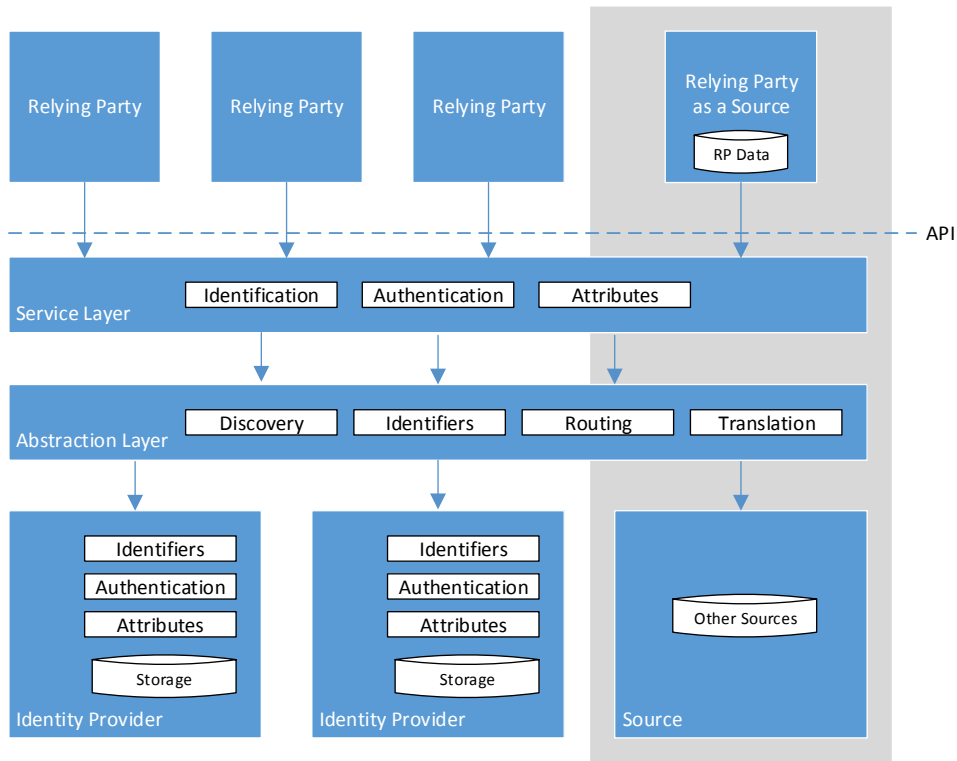 Relying Party
Relying Party
Relying Party
Relying Party
as a Source
RP Data
API
Identification
Authentication
Attributes
Service Layer
Discovery
Identifiers
Routing
Translation
Abstraction Layer
Identifiers
Authentication
Attributes
Storage
Identity Provider
Identifiers
Authentication
Attributes
Storage
Identity Provider
Other Sources
Source